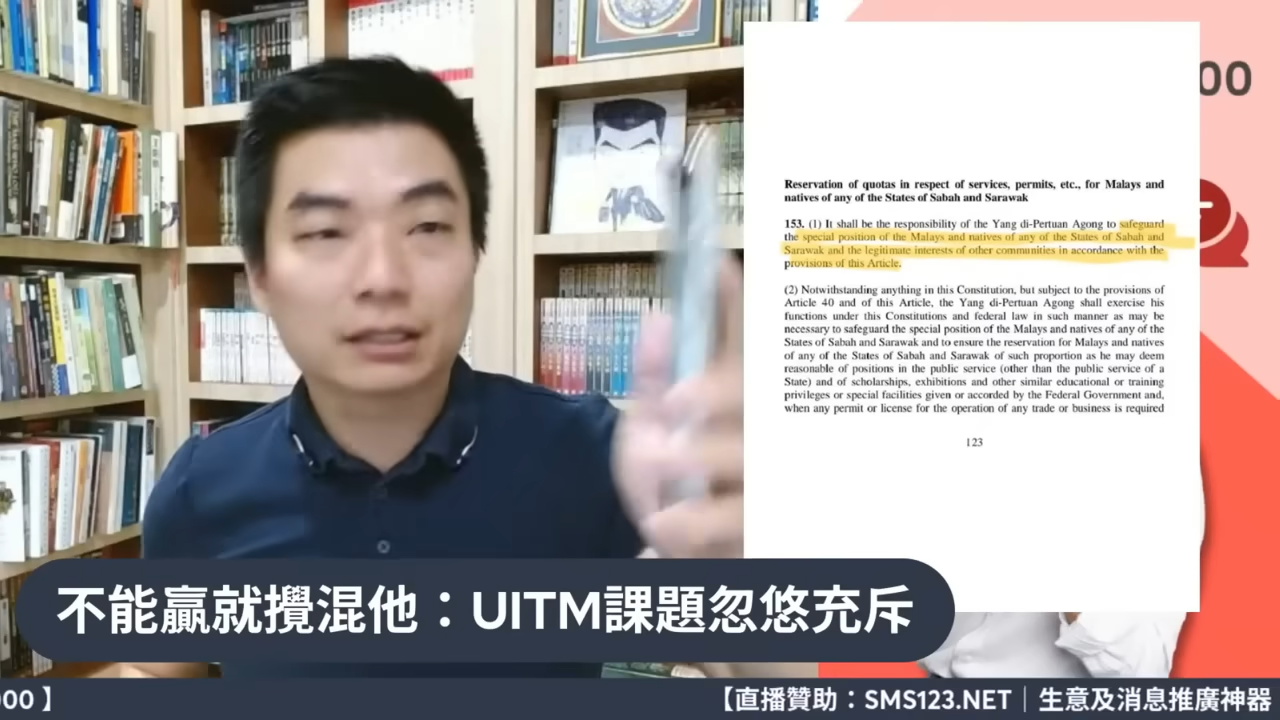 00
Reservation of quotas in respect of services, permits, etc., for Malays and
natives of any of the States of Sabah and Sarawak
153. (1) It shall be the responsibility of the Yang di-Pertuan Agong to safeguard
the special position of the Malays and natives of any of the States of Sabah and
Sarawak and the legitimate interests of other communities in accordance with the
provisions of this Article.
(2) Notwithstanding anything in this Constitution, but subject to the provisions of
Article 40 and of this Article, the Yang di-Pertuan Agong shall exercise his
functions under this Constitutions and federal law in such manner as may be
necessary to safeguard the special position of the Malays and natives of any of the
States of Sabah and Sarawak and to ensure the reservation for Malays and natives
of any of the States of Sabah and Sarawak of such proportion as he may deem
reasonable of positions in the public service (other than the public service of a
State) and of scholarships, exhibitions and other similar educational or training
privileges or special facilities given or accorded by the Federal Government and,
when any permit or license for the operation of any trade or business is required
123
不能贏就攪混他：UITM課題忽悠充斥
000 】
【直播贊助：SMS123.NET｜生意及消息推廣神器